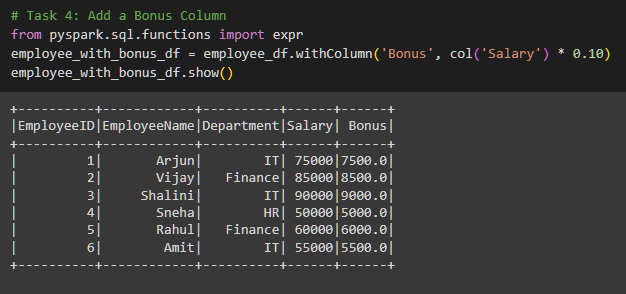 # Task 4: Add a Bonus Column
from pyspark.sql.functions import expr
employee_with_bonus_df = employee_df.withColumn('Bonus', col('Salary') * 0.10)
employee_with_bonus_df.show()
+----------+------------+----------+------+------+
|EmployeeID|EmployeeName|Department|Salary| Bonus|
+----------+------------+----------+------+------+
|         1|       Arjun|        IT| 75000|7500.0|
|         2|       Vijay|   Finance| 85000|8500.0|
|         3|     Shalini|        IT| 90000|9000.0|
|         4|       Sneha|        HR| 50000|5000.0|
|         5|       Rahul|   Finance| 60000|6000.0|
|         6|        Amit|        IT| 55000|5500.0|
+----------+------------+----------+------+------+